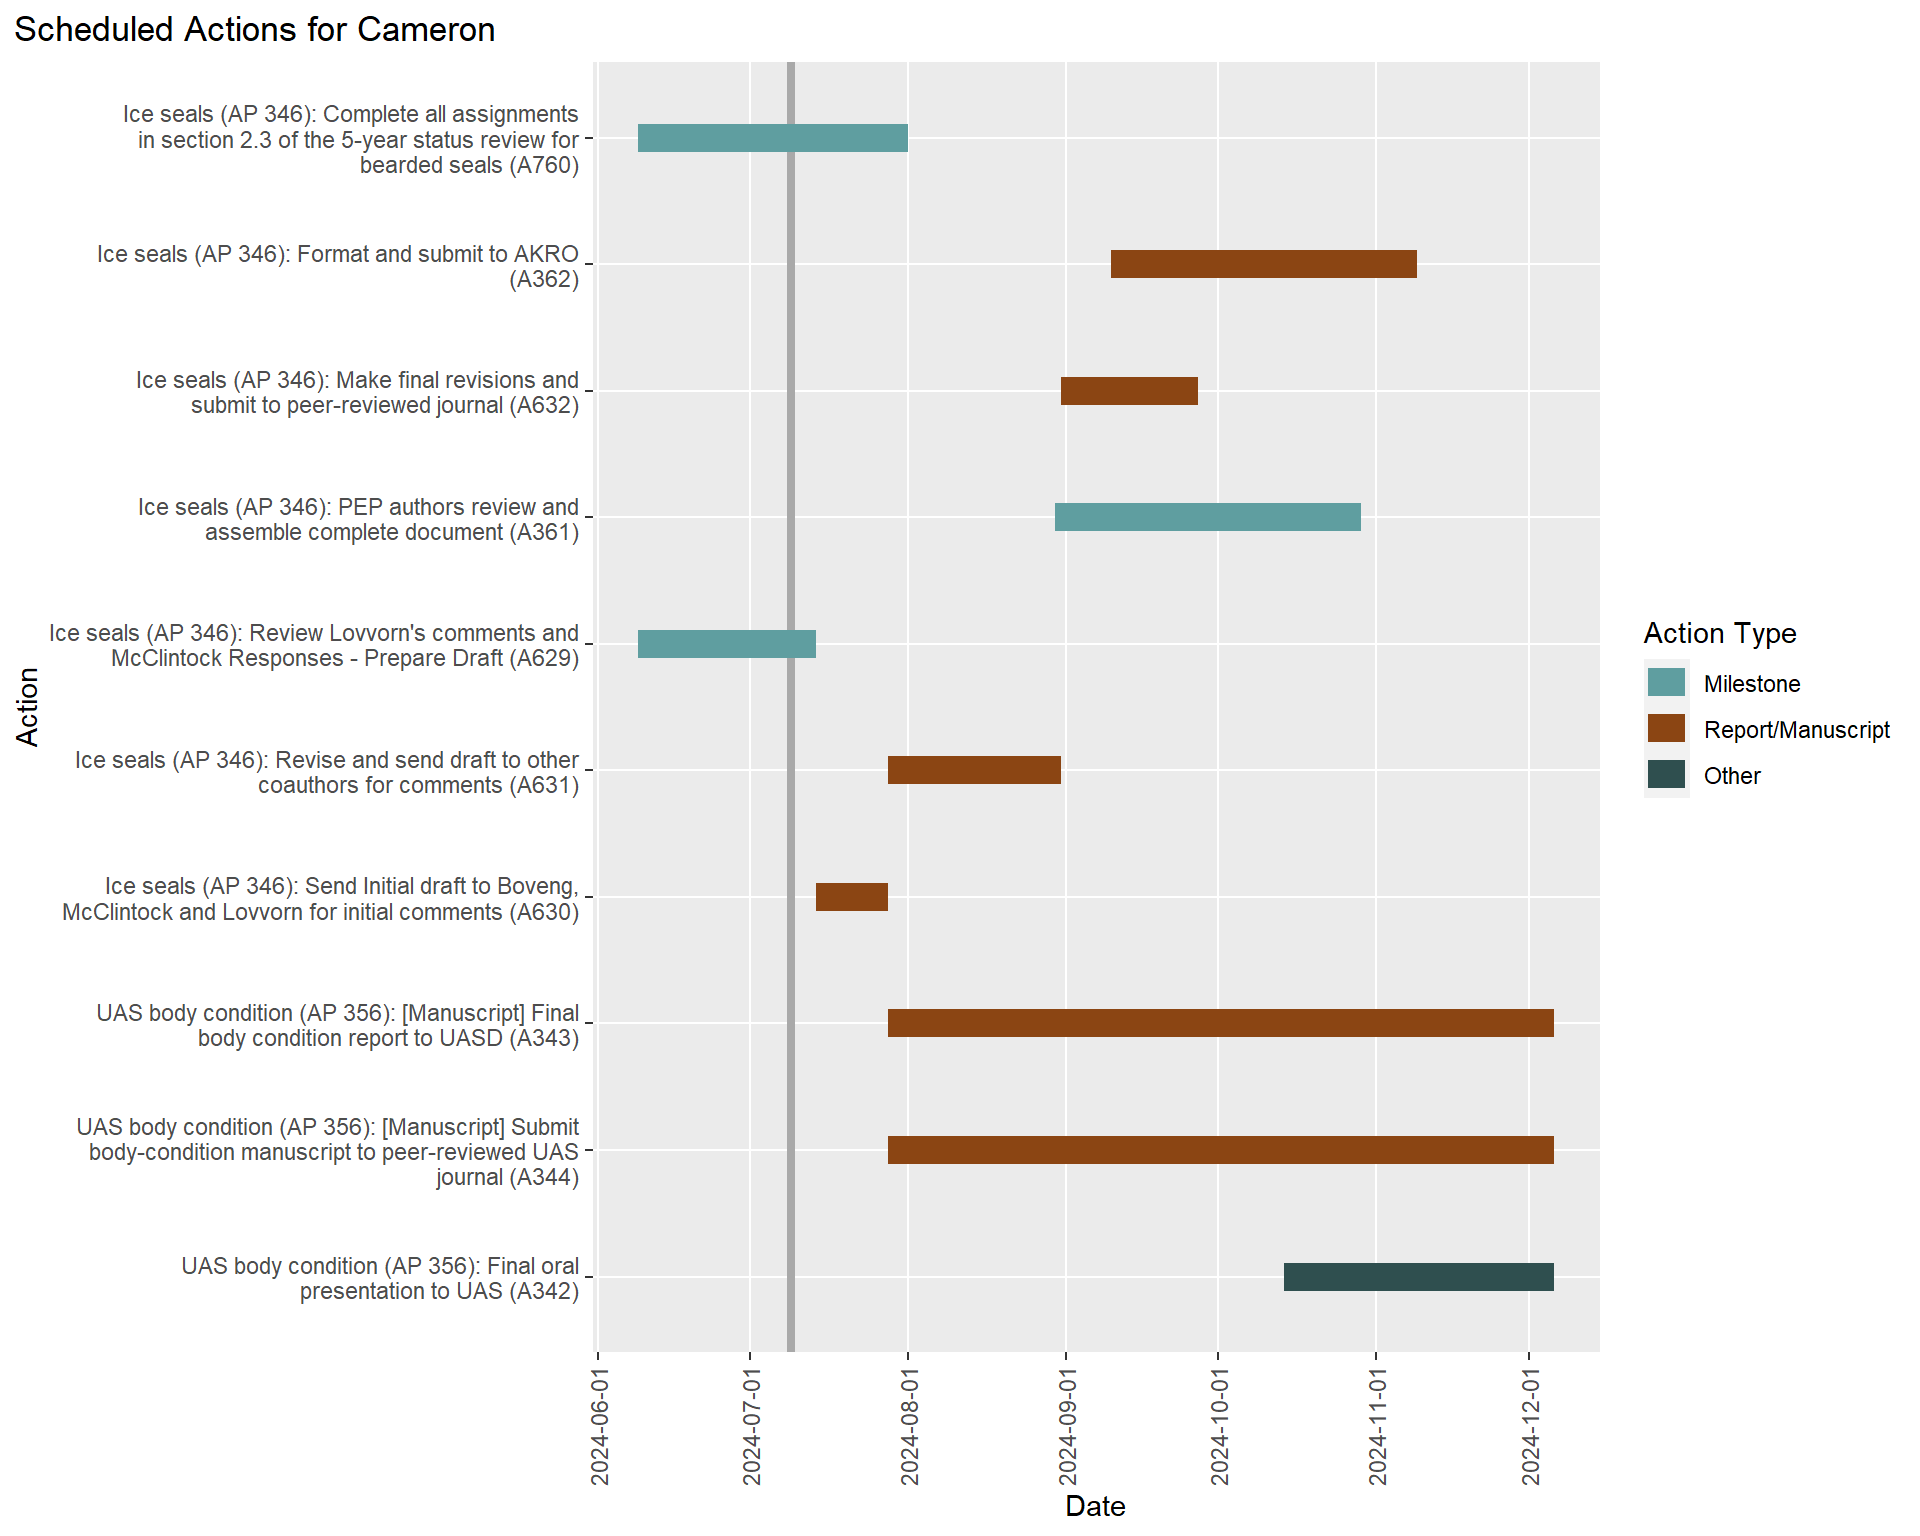 Scheduled Actions for Cameron
Ice seals (AP 346): Complete all assignments
in section 2.3 of the 5-year status review for
bearded seals (A760)
Ice seals (AP 346): Format and submit to AKRO
(A362)
Ice seals (AP 346): Make final revisions and
submit to peer-reviewed journal (A632)
Ice seals (AP 346): PEP authors review and
assemble complete document (A361)
Ice seals (AP 346): Review Lovvorn's comments and
McClintock Responses - Prepare Draft (A629)
Ice seals (AP 346): Revise and send draft to other
coauthors for comments (A631)
Ice seals (AP 346): Send Initial draft to Boveng,
McClintock and Lovvorn for initial comments (A630)
UAS body condition (AP 356): [Manuscript] Final
body condition report to UASD (A343)
UAS body condition (AP 356): [Manuscript] Submit
body-condition manuscript to peer-reviewed UAS
journal (A344)
UAS body condition (AP 356): Final oral
presentation to UAS (A342)
Action
2024-06-01
2024-07-01
2024-08-01
2024-09-01
2024-10-01
2024-11-01
2024-12-01
Date
Action Type
Milestone
Report/Manuscript
Other